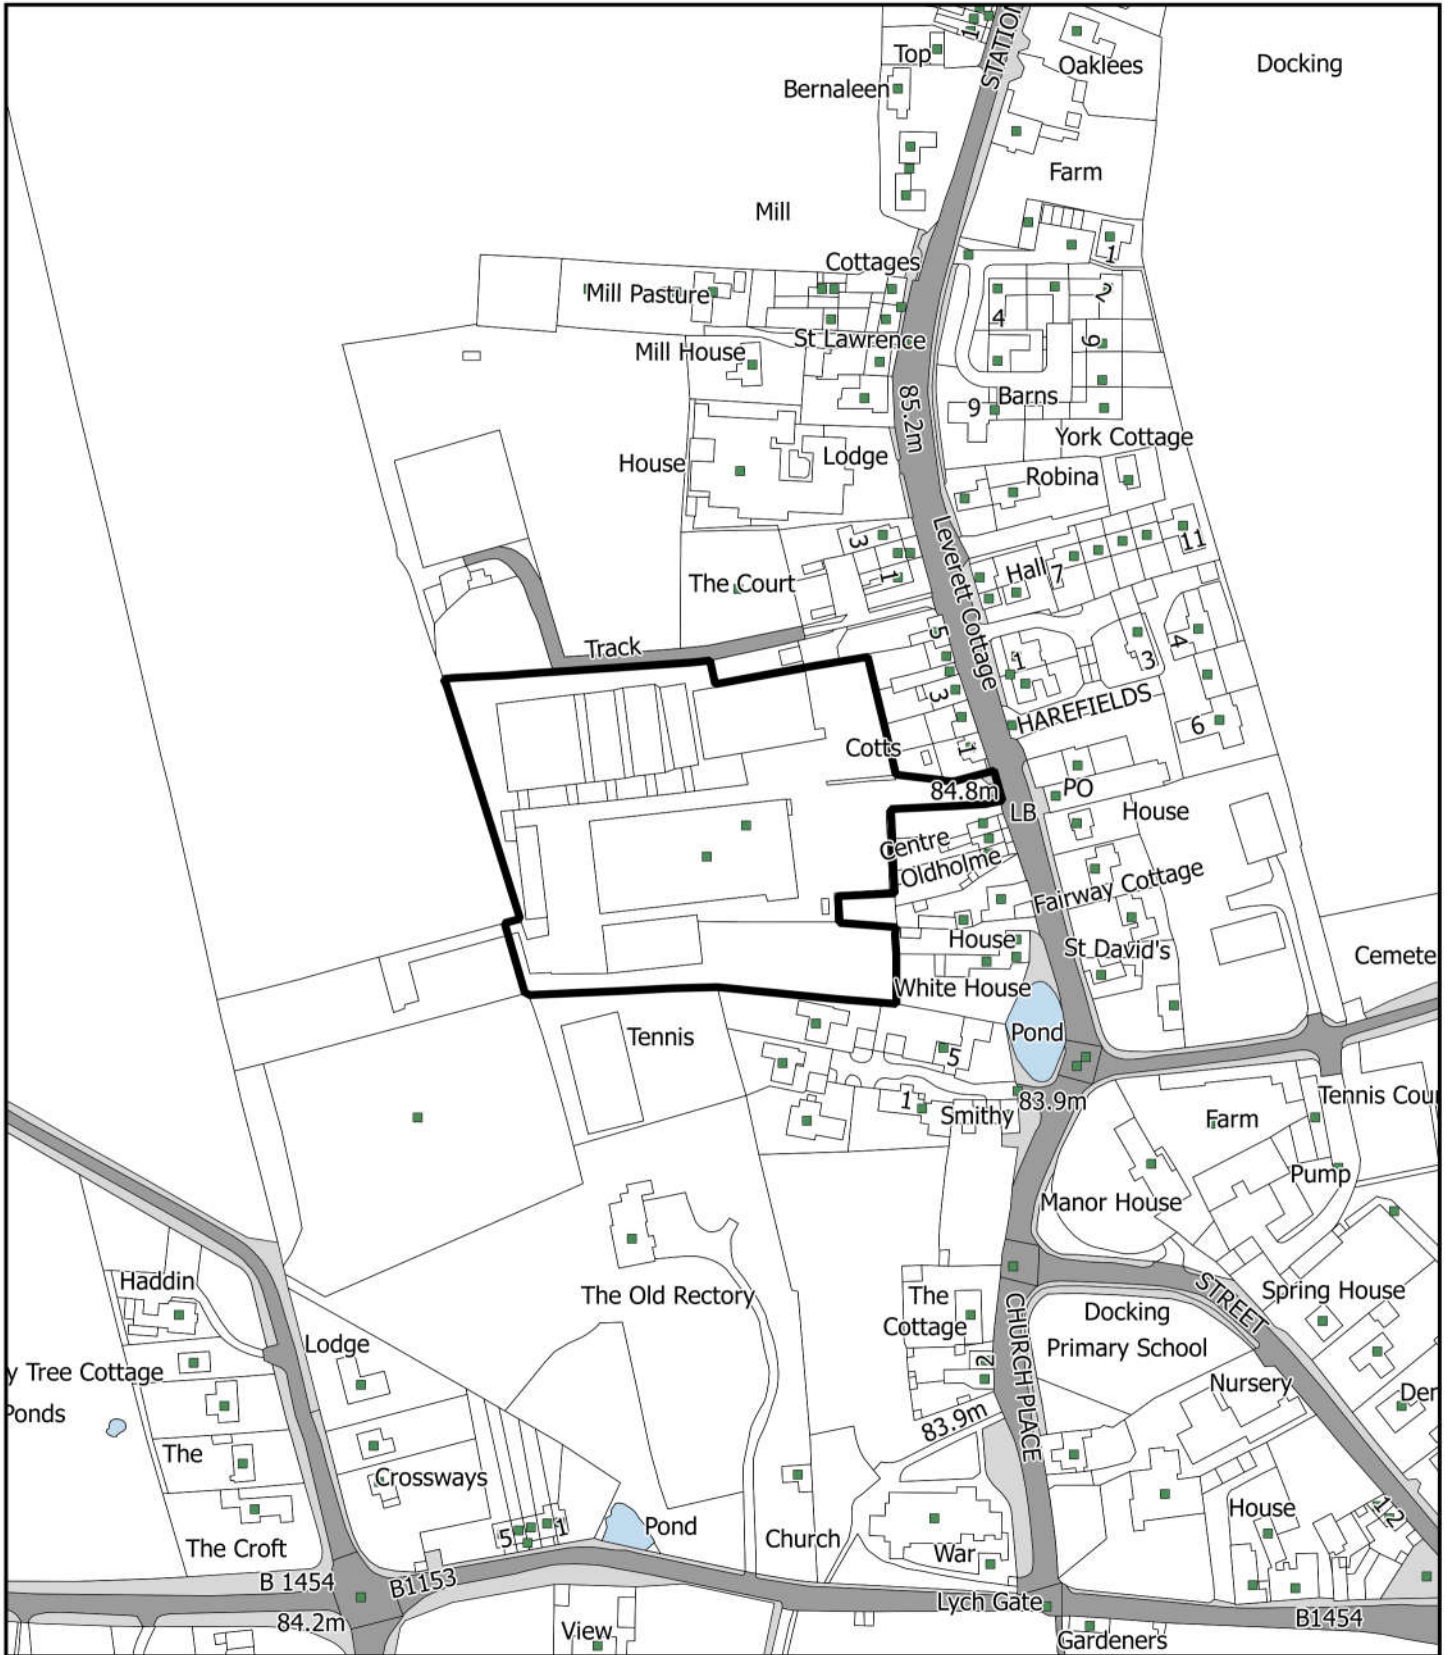 1
STATION
Top
Oaklees
Docking
Bernaleen
Farm
Mill
1
Cottages
Mill Pasture
2
4
St Lawrence
Mill House
9
85.2m
Barns
9
York Cottage
House
Lodge
Robina
Leverett Cottage
3
11
Hall
7
The Court
1
Track
5
1
3
4
3
HAREFIELDS
6
Cotts
1
84.8m
PO
LB
House
Centre
Oldholme
Fairway Cottage
House
St David's
Cemete
White House
Tennis
Pond
5
83.9m
Tennis Cour
1
Smithy
Farm
Pump
Manor House
Haddin
The Old Rectory
The
Cottage
STREET
Spring House
Docking
Primary School
Lodge
CHURCH PLACE
2
y Tree Cottage
Nursery
Der
Ponds
83.9m
The
Crossways
House
12
5
1
Pond
Church
The Croft
War
B 1454
B1153
Lych Gate
84.2m
B1454
View
Gardeners